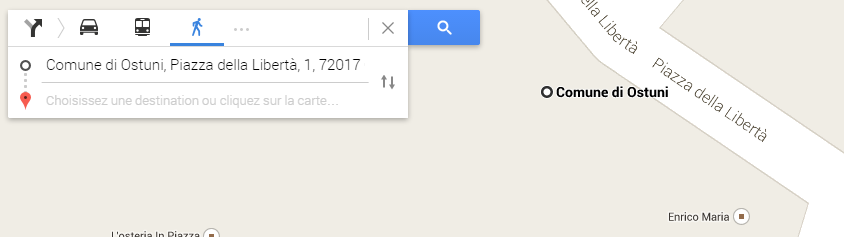 Comune di Ostuni, Piazza della Libertà, 1, 72017
Choisissez une destination ou cliquez sur la carte...
Comune di Ostuni
della Libertà
Piazza della Libertà
Enrico Maria
L'osteria In Piazza